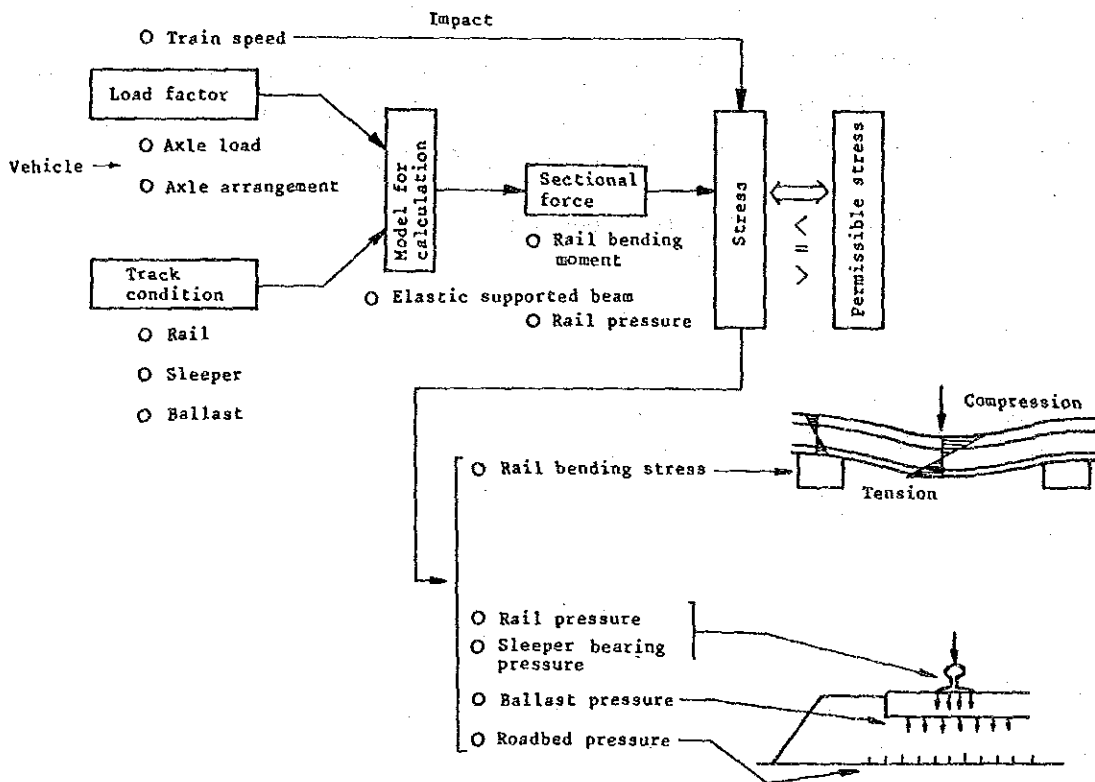 Impact
Train speed
Load factor
Vehicle
Axle load
Axle arrangement
Model for
calculation
Sectional
force
Rail bending
moment
Stress
> = <
Permissible stress
Track
condition
Elastic supported beam
Rail pressure
Rail
Sleeper
Ballast
Compression
Rail bending stress
Tension
Rail pressure
Sleeper bearing
pressure
Ballast pressure
Roadbed pressure